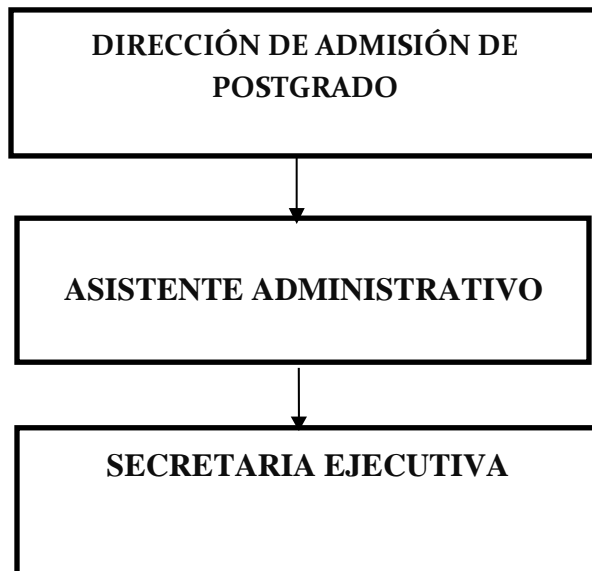 DIRECCIÓN DE ADMISIÓN DE
POSTGRADO
ASISTENTE ADMINISTRATIVO
SECRETARIA EJECUTIVA